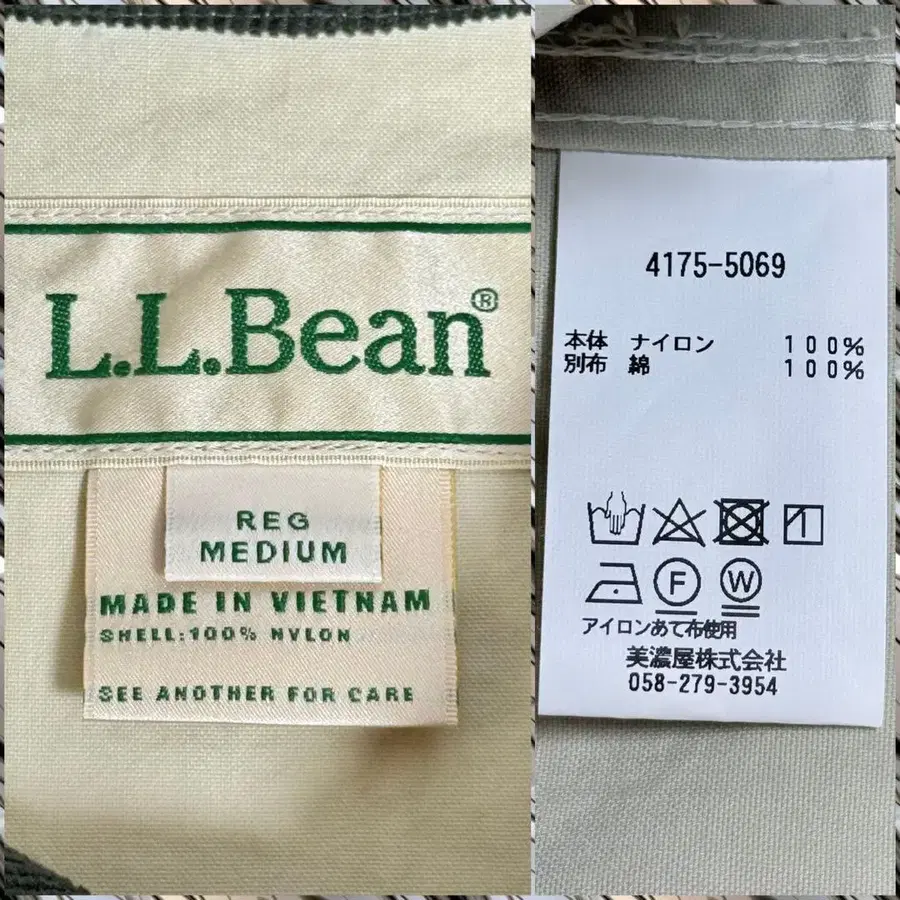 L.L.Bean®
REG
MEDIUM
MADE IN VIETNAM
SHELL:100% NYLON
SEE ANOTHER FOR CARE
4175-5069
本体 ナイロン 100%
別布 綿 100%
F W
アイロンあて布使用
美濃屋株式会社
058-279-3954